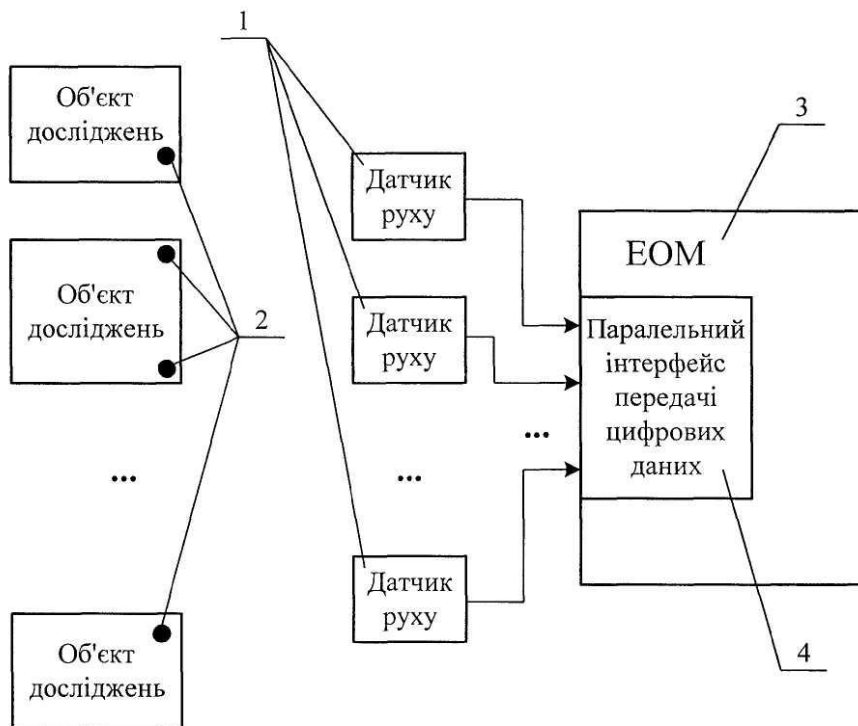 1
Об'єкт
досліджень
3
Датчик
руху
ЕОМ
Об'єкт
досліджень
2
Датчик
руху
Паралельний
інтерфейс
передачі
цифрових
даних
...
...
...
Датчик
руху
Об'єкт
досліджень
4